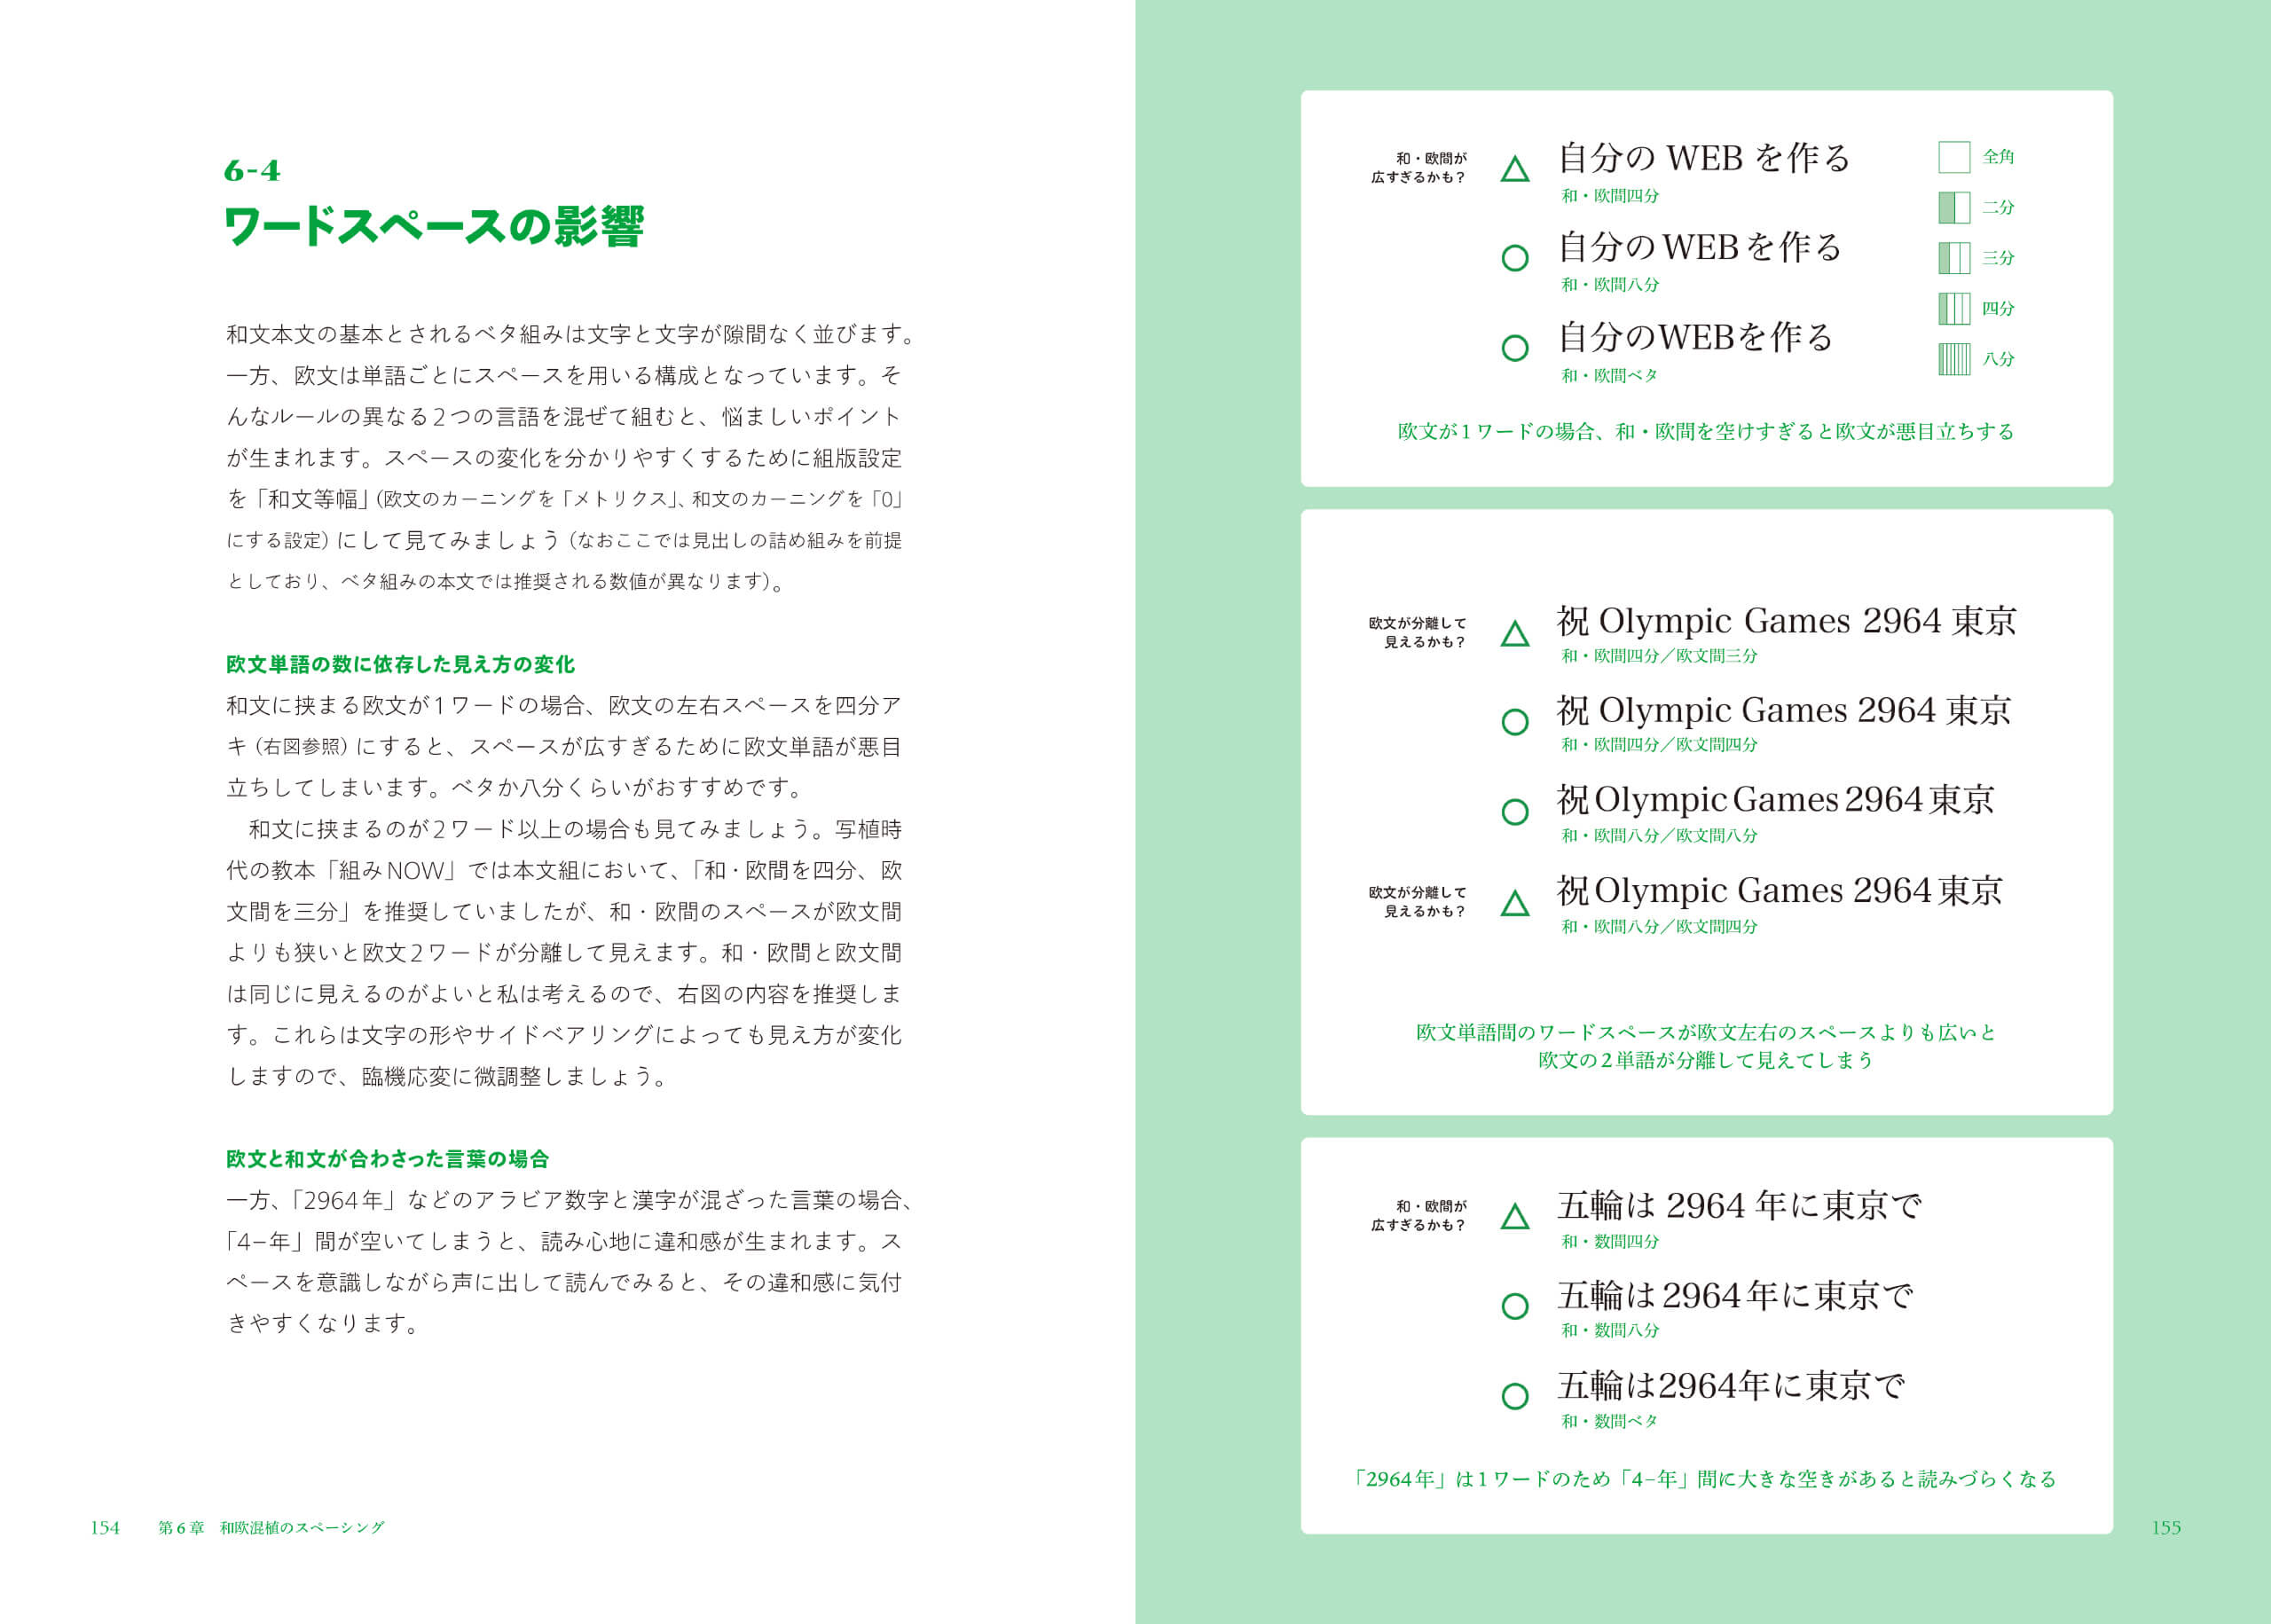 6-4
ワードスペースの影響
和文本文の基本とされるベタ組みは文字と文字が隙間なく並びます。
一方、欧文は単語ごとにスペースを用いる構成となっています。そ
んなルールの異なる2つの言語を混ぜて組むと、悩ましいポイント
が生まれます。スペースの変化を分かりやすくするために組版設定
を「和文等幅」(欧文のカーニングを「メトリクス」、和文のカーニングを「0」
にする設定)にして見てみましょう(なおここでは見出しの詰め組みを前提
としており、ベタ組みの本文では推奨される数値が異なります)。
欧文単語の数に依存した見え方の変化
和文に挟まる欧文が1ワードの場合、欧文の左右スペースを四分ア
キ(右図参照)にすると、スペースが広すぎるために欧文単語が悪目
立ちしてしまいます。ベタか八分くらいがおすすめです。
　和文に挟まるのが2ワード以上の場合も見てみましょう。写植時
代の教本「組みNOW」では本文組において、「和・欧間を四分、欧
文間を三分」を推奨していましたが、和・欧間のスペースが欧文間
よりも狭いと欧文2ワードが分離して見えます。和・欧間と欧文間
は同じに見えるのがよいと私は考えるので、右図の内容を推奨しま
す。これらは文字の形やサイドベアリングによっても見え方が変化
しますので、臨機応変に微調整しましょう。
欧文と和文が合わさった言葉の場合
一方、「2964年」などのアラビア数字と漢字が混ざった言葉の場合、
「4–年」間が空いてしまうと、読み心地に違和感が生まれます。ス
ペースを意識しながら声に出して読んでみると、その違和感に気付
きやすくなります。
154　第6章　和欧混植のスペーシング
和・欧間が
広すぎるかも？
△ 自分の WEB を作る
和・欧間四分
○ 自分の WEB を作る
和・欧間八分
○ 自分のWEBを作る
和・欧間ベタ
全角
二分
三分
四分
八分
欧文が1ワードの場合、和・欧間を空けすぎると欧文が悪目立ちする
欧文が分離して
見えるかも？
△ 祝 Olympic Games 2964 東京
和・欧間四分／欧文間三分
○ 祝 Olympic Games 2964 東京
和・欧間四分／欧文間四分
○ 祝 Olympic Games 2964 東京
和・欧間八分／欧文間八分
欧文が分離して
見えるかも？
△ 祝 Olympic Games 2964 東京
和・欧間八分／欧文間四分
欧文単語間のワードスペースが欧文左右のスペースよりも広いと
欧文の2単語が分離して見えてしまう
和・欧間が
広すぎるかも？
△ 五輪は 2964 年に東京で
和・数間四分
○ 五輪は 2964 年に東京で
和・数間八分
○ 五輪は2964年に東京で
和・数間ベタ
「2964年」は1ワードのため「4–年」間に大きな空きがあると読みづらくなる
155